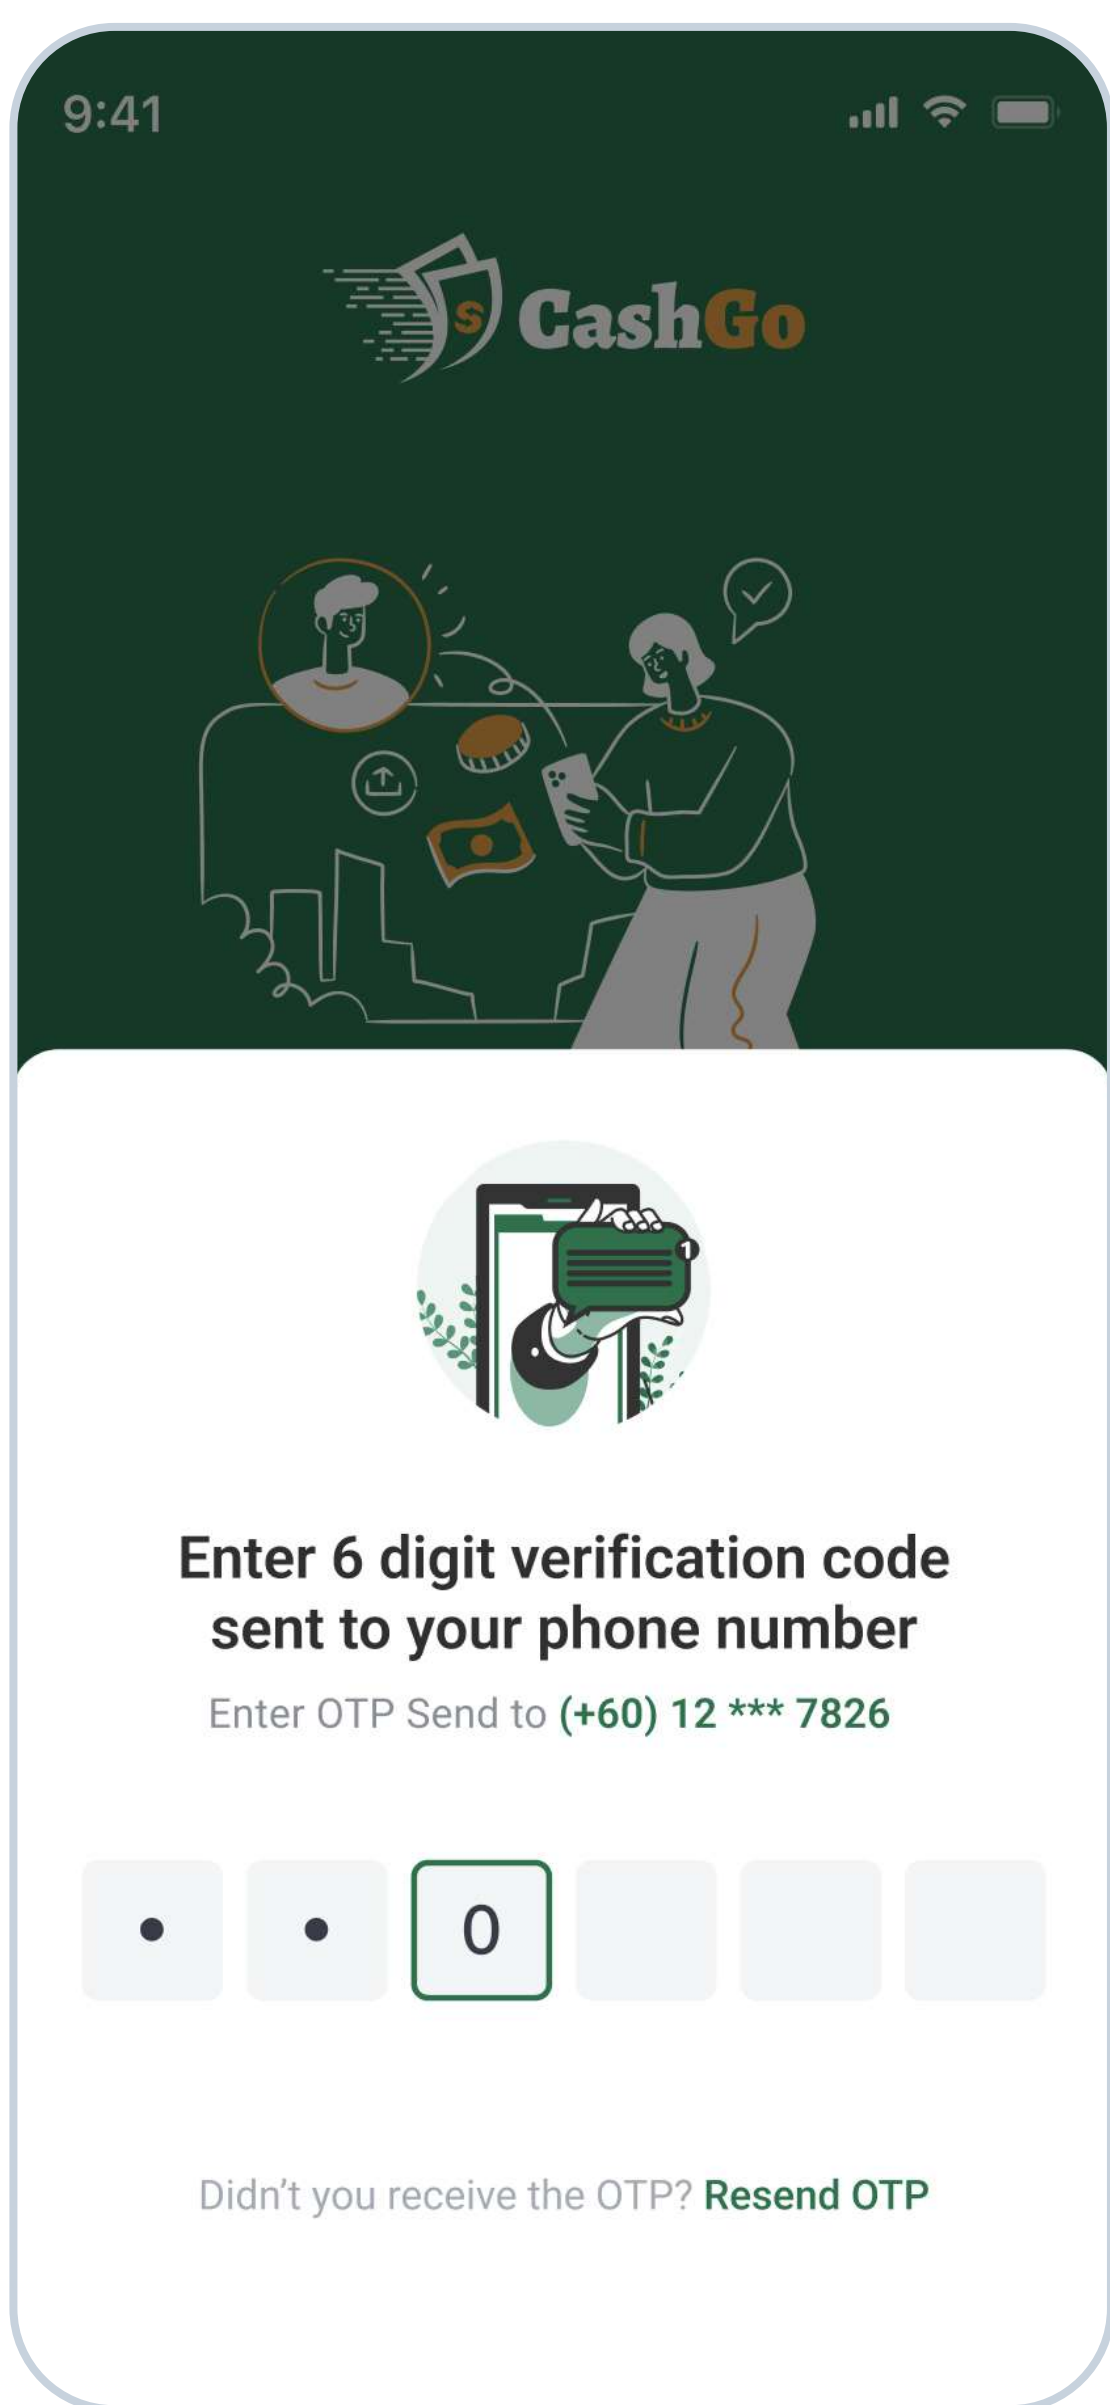 9:41
$ CashGo
1
Enter 6 digit verification code
sent to your phone number
Enter OTP Send to (+60) 12 *** 7826
• • 0
Didn’t you receive the OTP? Resend OTP